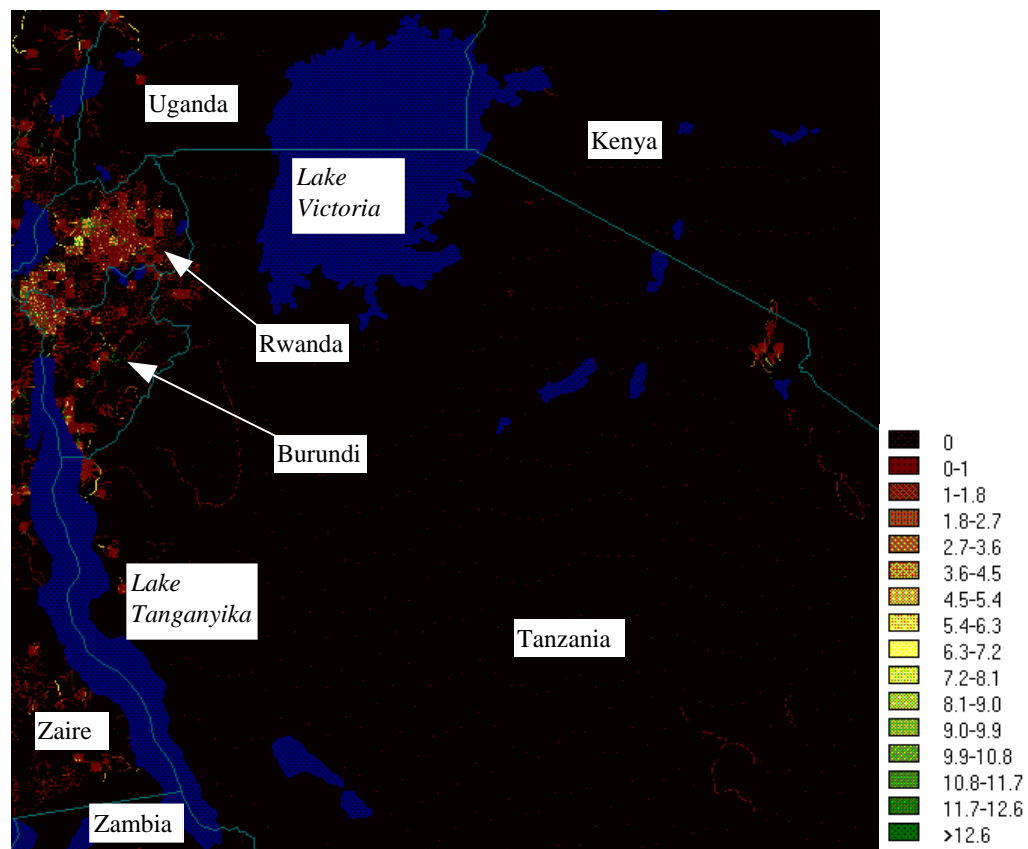 Uganda
Kenya
Lake
Victoria
Rwanda
Burundi
Lake
Tanganyika
Tanzania
Zaire
Zambia
0
0-1
1-1.8
1.8-2.7
2.7-3.6
3.6-4.5
4.5-5.4
5.4-6.3
6.3-7.2
7.2-8.1
8.1-9.0
9.0-9.9
9.9-10.8
10.8-11.7
11.7-12.6
>12.6